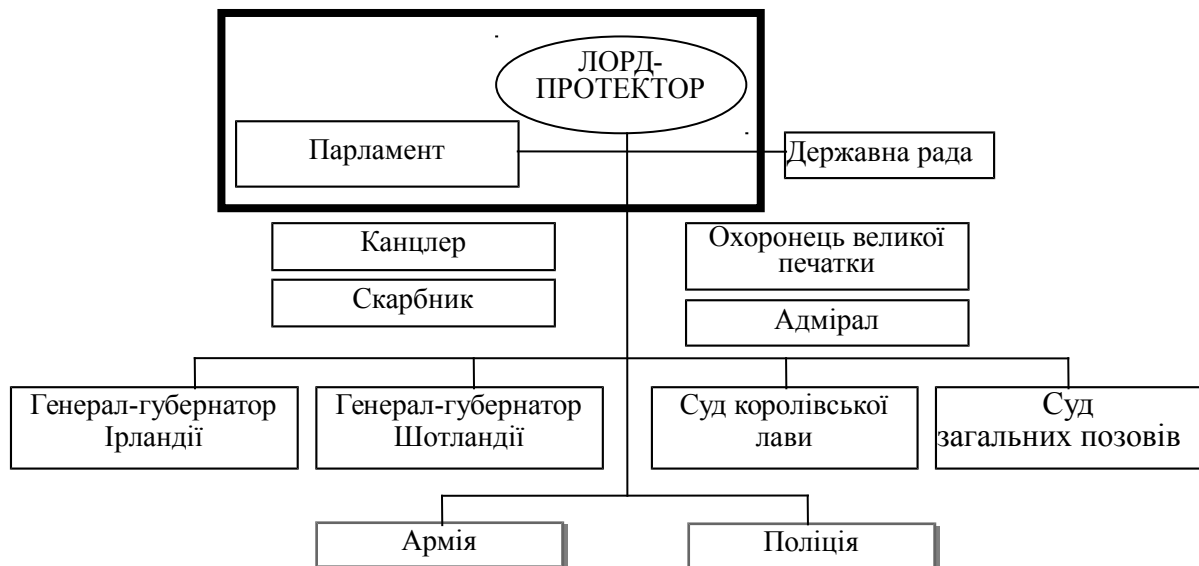 ЛОРД-
ПРОТЕКТОР
Парламент
Державна рада
Канцлер
Охоронець великої
печатки
Скарбник
Адмірал
Генерал-губернатор
Ірландії
Генерал-губернатор
Шотландії
Суд королівської
лави
Суд
загальних позовів
Армія
Поліція